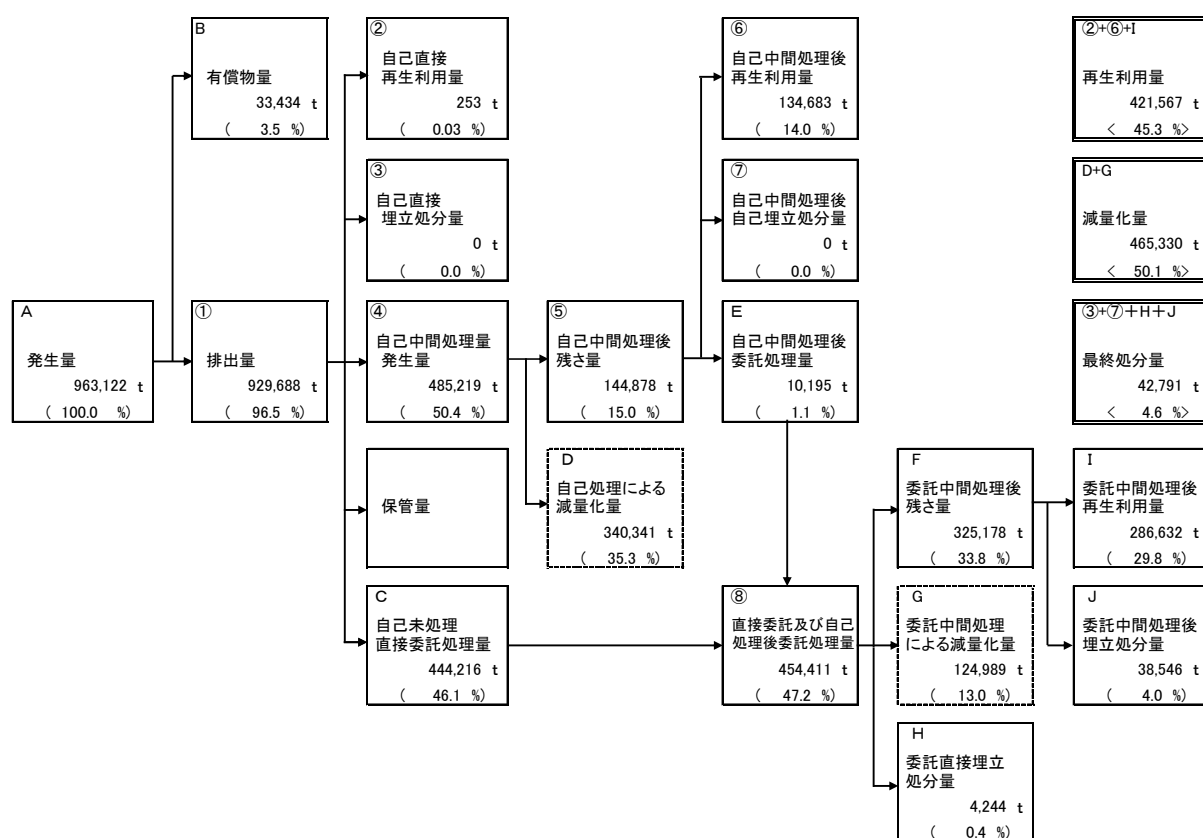 B
有償物量
33,434 t
( 3.5 %)
②
自己直接
再生利用量
253 t
( 0.03 %)
⑥
自己中間処理後
再生利用量
134,683 t
( 14.0 %)
②+⑥+I
再生利用量
421,567 t
< 45.3 %>
③
自己直接
埋立処分量
0 t
( 0.0 %)
⑦
自己中間処理後
自己埋立処分量
0 t
( 0.0 %)
D+G
減量化量
465,330 t
< 50.1 %>
A
発生量
963,122 t
( 100.0 %)
①
排出量
929,688 t
( 96.5 %)
④
自己中間処理量
発生量
485,219 t
( 50.4 %)
⑤
自己中間処理後
残さ量
144,878 t
( 15.0 %)
E
自己中間処理後
委託処理量
10,195 t
( 1.1 %)
③+⑦+H+J
最終処分量
42,791 t
< 4.6 %>
保管量
D
自己処理による
減量化量
340,341 t
( 35.3 %)
F
委託中間処理後
残さ量
325,178 t
( 33.8 %)
I
委託中間処理後
再生利用量
286,632 t
( 29.8 %)
C
自己未処理
直接委託処理量
444,216 t
( 46.1 %)
⑧
直接委託及び自己
処理後委託処理量
454,411 t
( 47.2 %)
G
委託中間処理
による減量化量
124,989 t
( 13.0 %)
J
委託中間処理後
埋立処分量
38,546 t
( 4.0 %)
H
委託直接埋立
処分量
4,244 t
( 0.4 %)